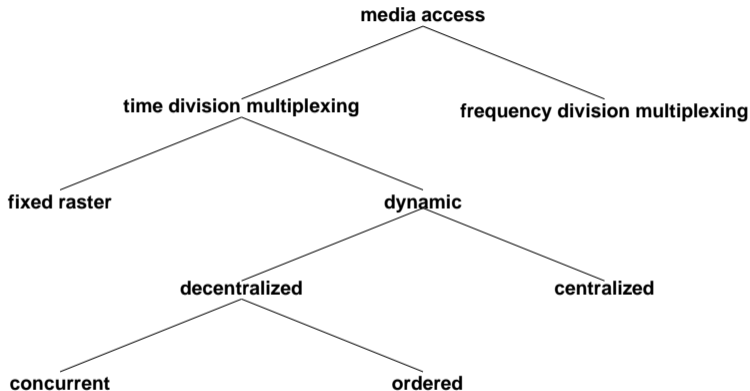 media access
time division multiplexing
frequency division multiplexing
fixed raster
dynamic
decentralized
centralized
concurrent
ordered